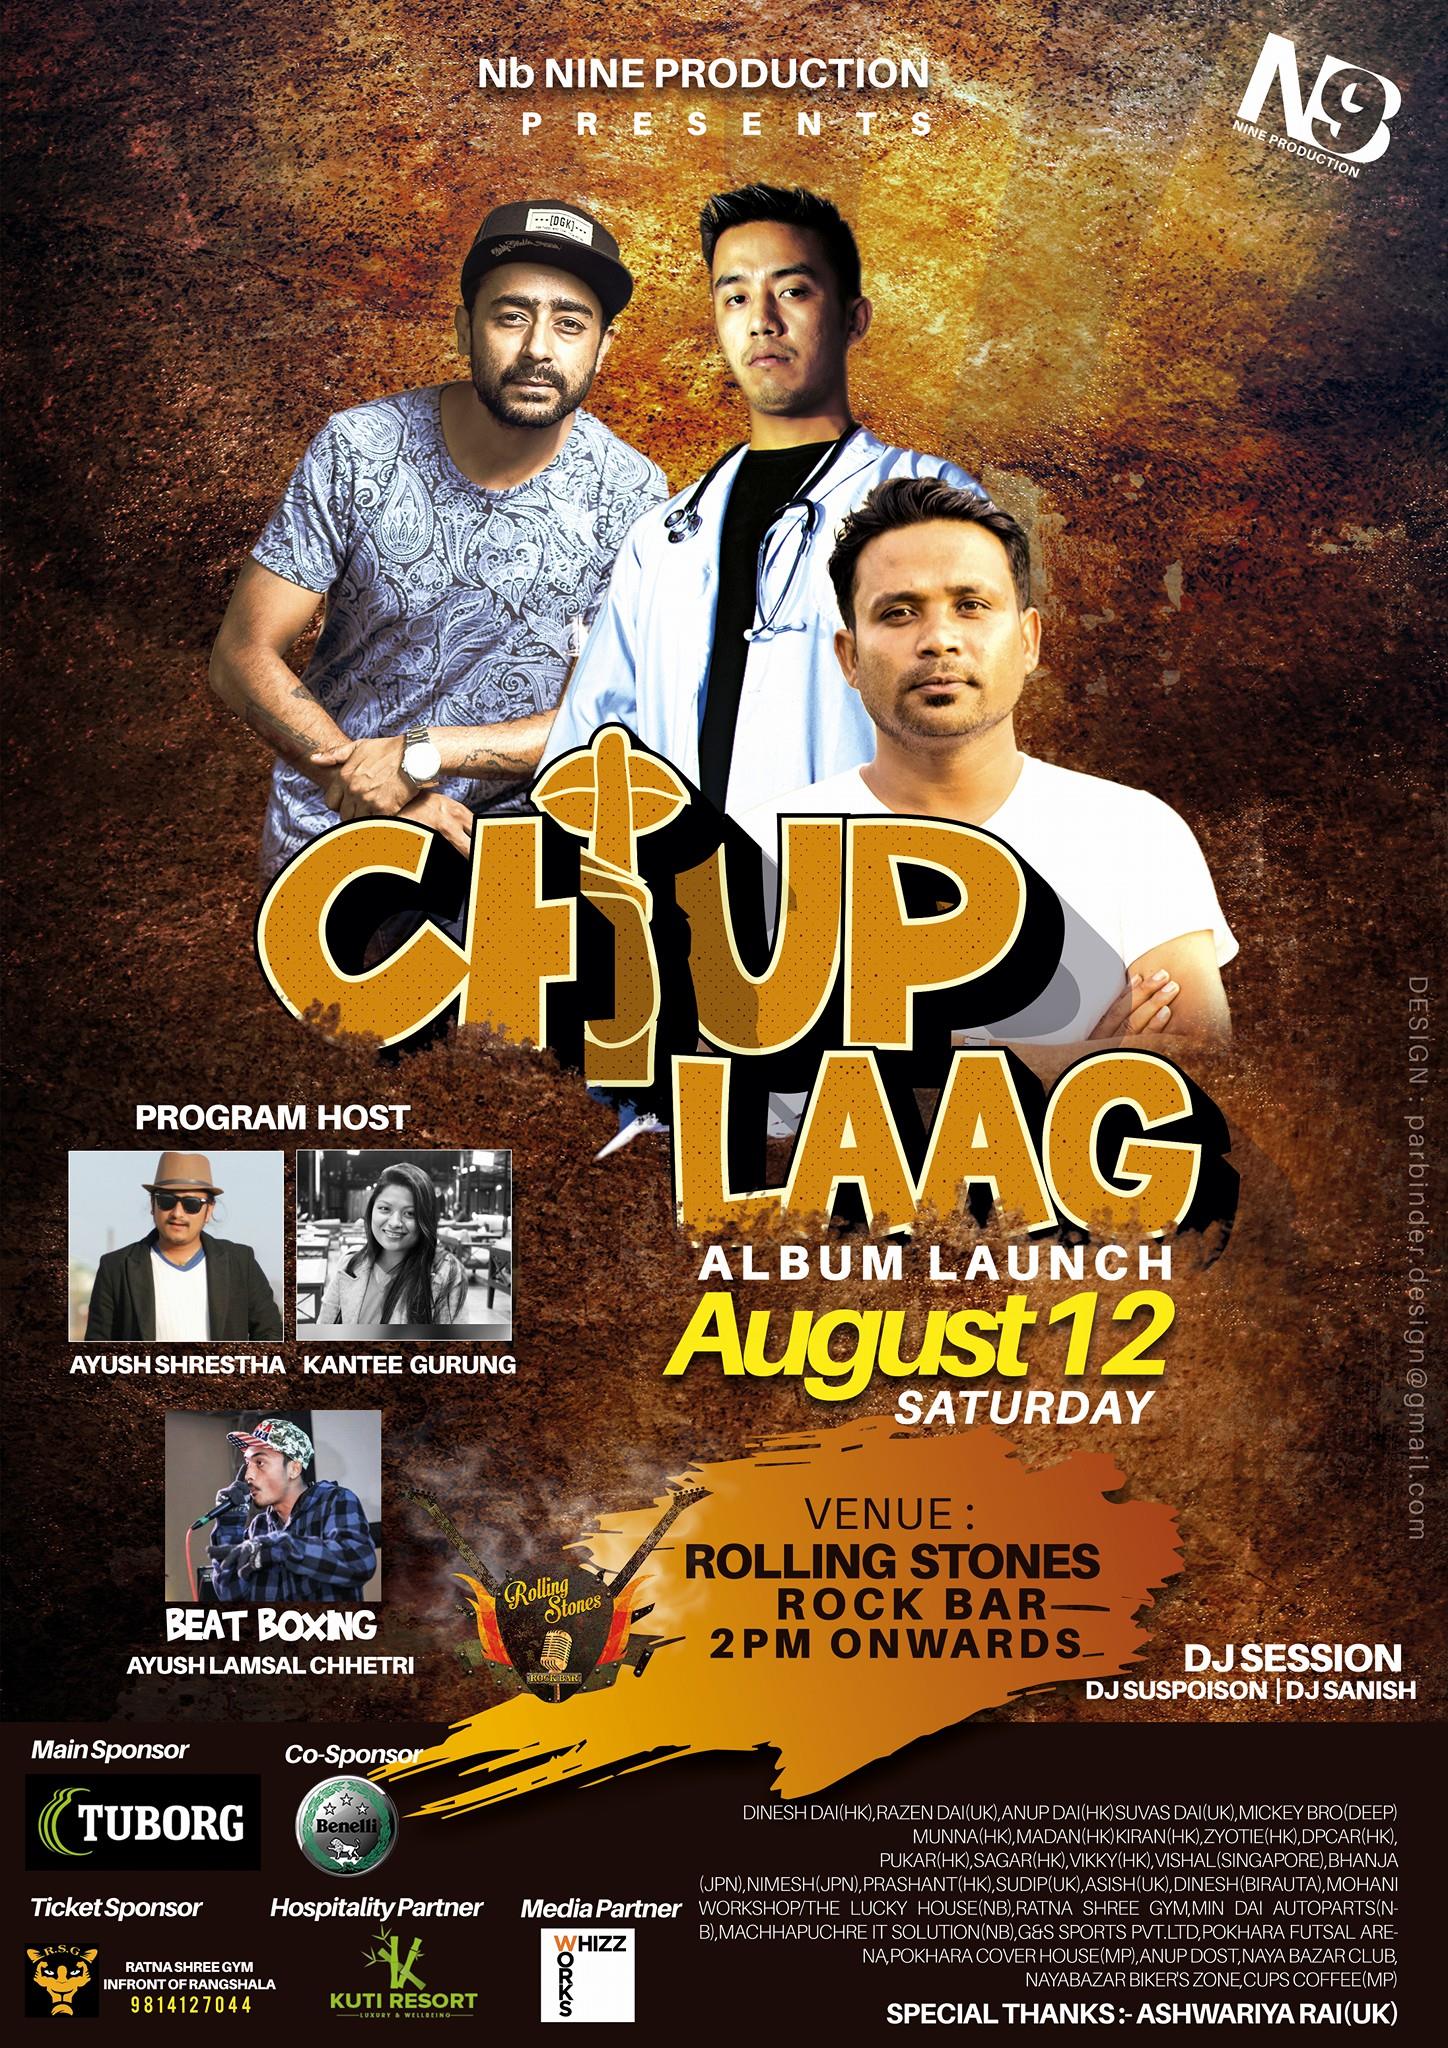 Nb NINE PRODUCTION
PRESENTS
N9
NINE PRODUCTION
[DGK]
CHUP
LAAG
ALBUM LAUNCH
August 12
SATURDAY
PROGRAM HOST
AYUSH SHRESTHA
KANTEE GURUNG
BEAT BOXING
AYUSH LAMSAL CHHETRI
Rolling
Stones
ROCK BAR
VENUE :
ROLLING STONES
ROCK BAR
2PM ONWARDS
DJ SESSION
DJ SUSPOISON | DJ SANISH
DESIGN : parbinder.design@gmail.com
Main Sponsor
TUBORG
Co-Sponsor
Benelli
Ticket Sponsor
R.S.G
RATNA SHREE GYM
INFRONT OF RANGSHALA
9814127044
Hospitality Partner
KUTI RESORT
LUXURY & WELLBEING
Media Partner
WHIZZ
WORKS
DINESH DAI(HK),RAZEN DAI(UK),ANUP DAI(HK)SUVAS DAI(UK),MICKEY BRO(DEEP)
MUNNA(HK),MADAN(HK)KIRAN(HK),ZYOTIE(HK),DPCAR(HK),
PUKAR(HK),SAGAR(HK),VIKKY(HK),VISHAL(SINGAPORE),BHANJA
(JPN),NIMESH(JPN),PRASHANT(HK),SUDIP(UK),ASISH(UK),DINESH(BIRAUTA),MOHANI
WORKSHOP/THE LUCKY HOUSE(NB),RATNA SHREE GYM,MIN DAI AUTOPARTS(N-
B),MACHHAPUCHRE IT SOLUTION(NB),G&S SPORTS PVT.LTD,POKHARA FUTSAL ARE-
NA,POKHARA COVER HOUSE(MP),ANUP DOST,NAYA BAZAR CLUB,
NAYABAZAR BIKER'S ZONE,CUPS COFFEE(MP)
SPECIAL THANKS :- ASHWARIYA RAI(UK)